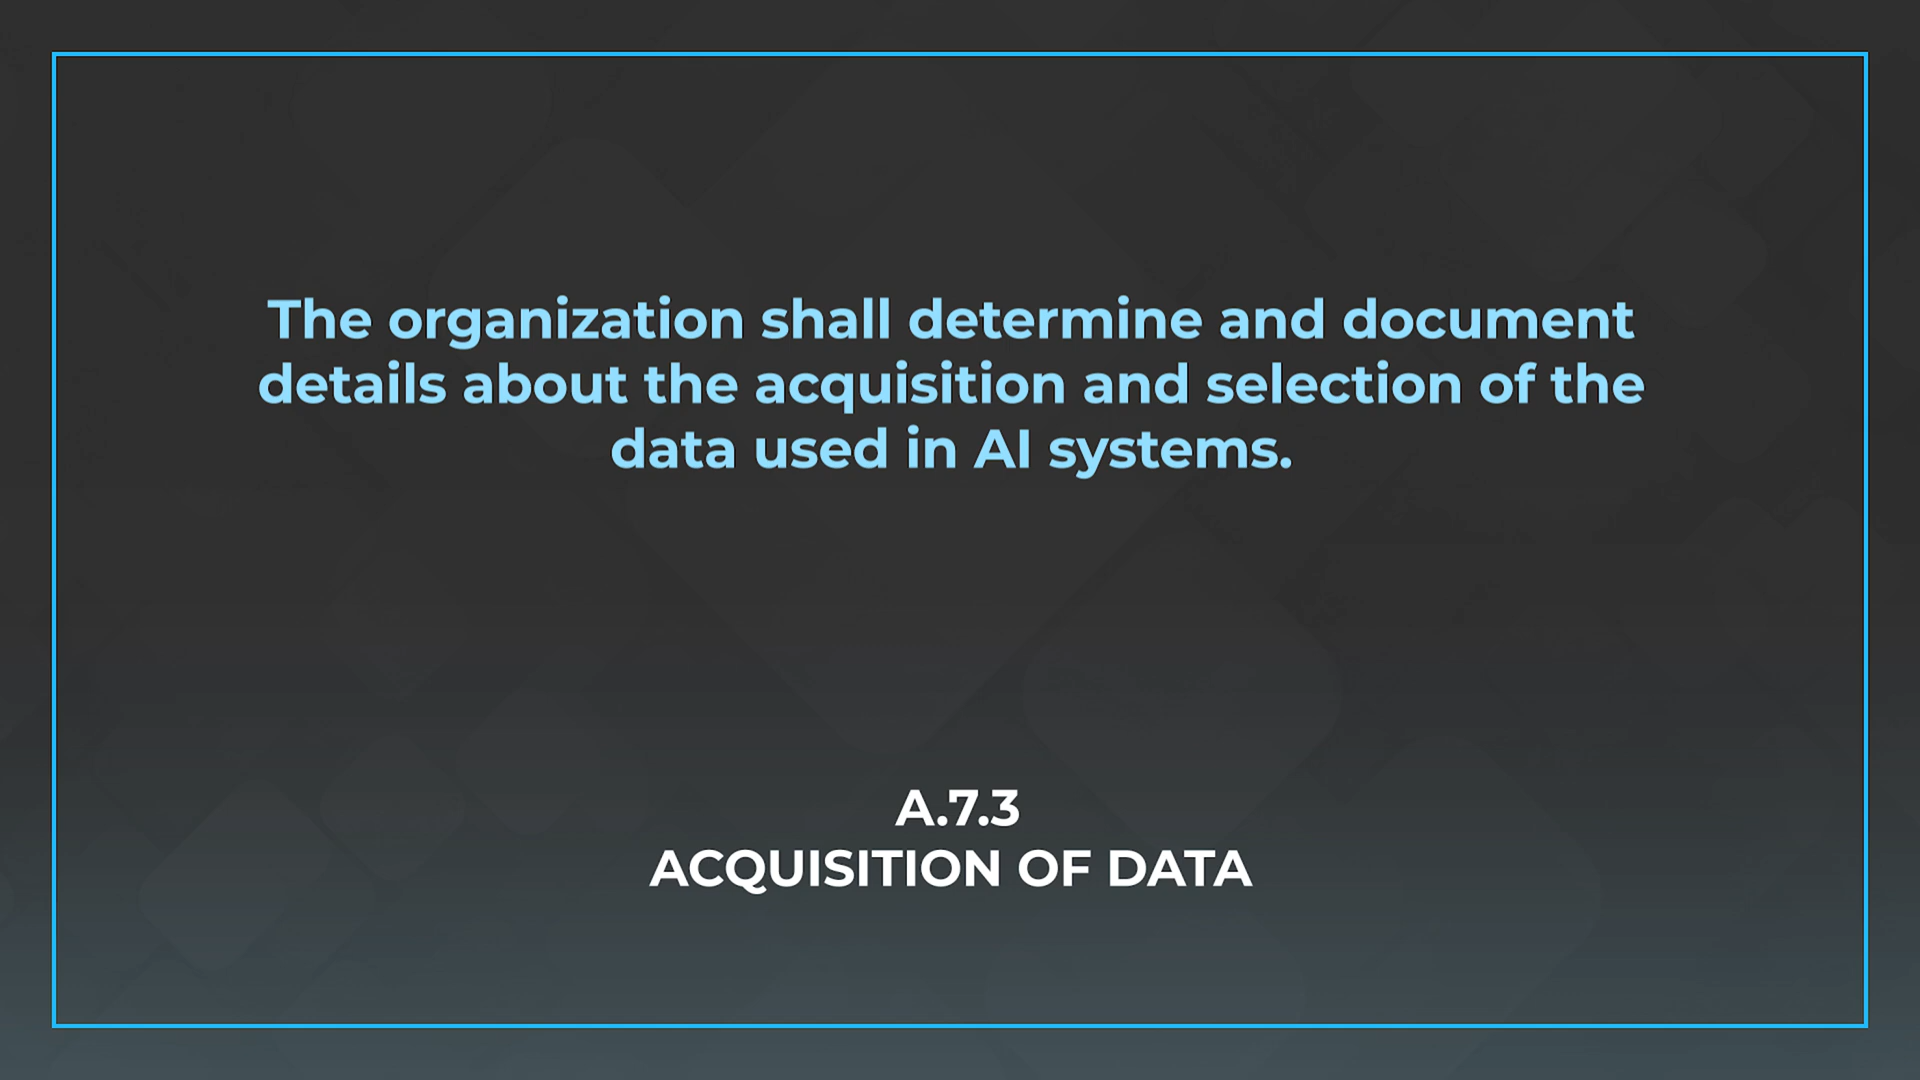 The organization shall determine and document
details about the acquisition and selection of the
data used in AI systems.
A.7.3
ACQUISITION OF DATA